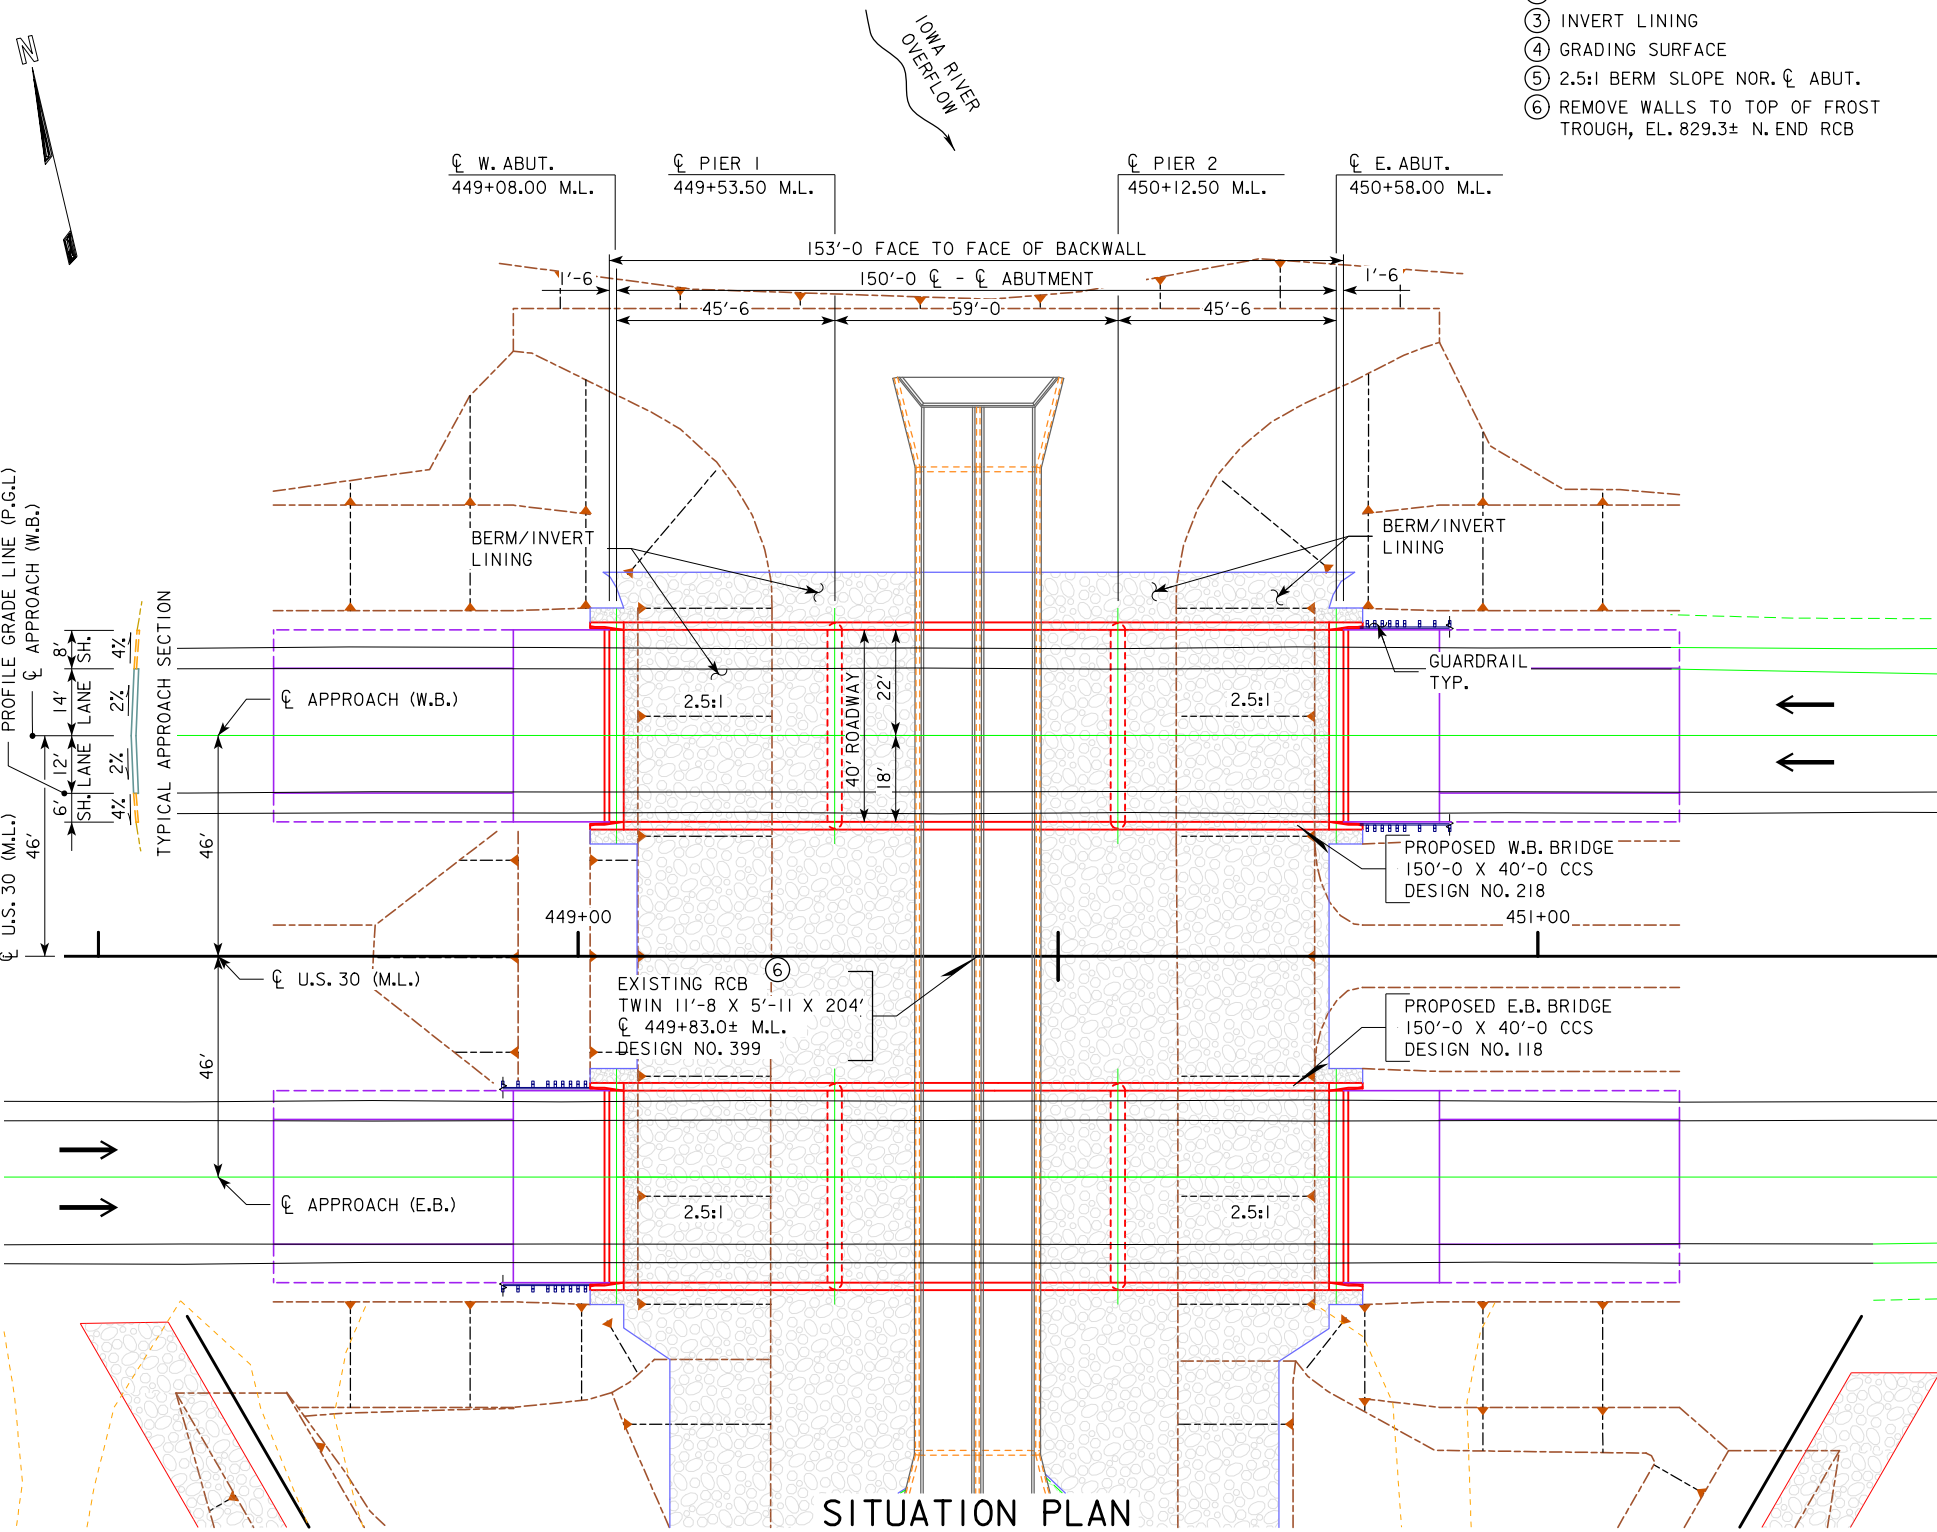 N
IOWA RIVER
OVERFLOW
③ INVERT LINING
④ GRADING SURFACE
⑤ 2.5:1 BERM SLOPE NOR. ℄ ABUT.
⑥ REMOVE WALLS TO TOP OF FROST
TROUGH, EL. 829.3± N. END RCB
℄ W. ABUT.
449+08.00 M.L.
℄ PIER 1
449+53.50 M.L.
℄ PIER 2
450+12.50 M.L.
℄ E. ABUT.
450+58.00 M.L.
153'-0 FACE TO FACE OF BACKWALL
1'-6
150'-0 ℄ - ℄ ABUTMENT
1'-6
45'-6
59'-0
45'-6
BERM/INVERT
LINING
BERM/INVERT
LINING
PROFILE GRADE LINE (P.G.L)
℄ APPROACH (W.B.)
℄ U.S. 30 (M.L.)
46'
8'
SH.
14'
LANE
12'
LANE
6'
SH.
4%
2%
2%
4%
TYPICAL APPROACH SECTION
℄ APPROACH (W.B.)
46'
2.5:1
40' ROADWAY
22'
18'
2.5:1
GUARDRAIL
TYP.
PROPOSED W.B. BRIDGE
150'-0 X 40'-0 CCS
DESIGN NO. 218
449+00
451+00
℄ U.S. 30 (M.L.)
⑥
EXISTING RCB
TWIN 11'-8 X 5'-11 X 204'
℄ 449+83.0± M.L.
DESIGN NO. 399
PROPOSED E.B. BRIDGE
150'-0 X 40'-0 CCS
DESIGN NO. 118
46'
℄ APPROACH (E.B.)
2.5:1
2.5:1
SITUATION PLAN